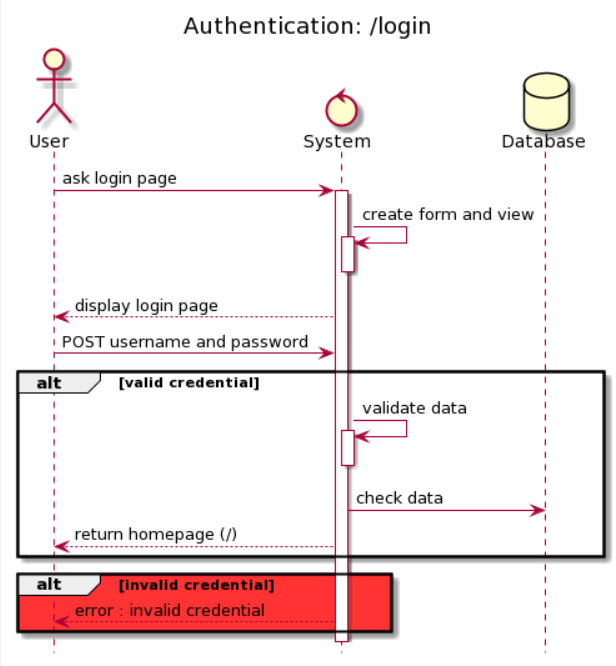 Authentication: /login
User
System
Database
ask login page
create form and view
display login page
POST username and password
alt [valid credential]
validate data
check data
return homepage (/)
alt [invalid credential]
error : invalid credential